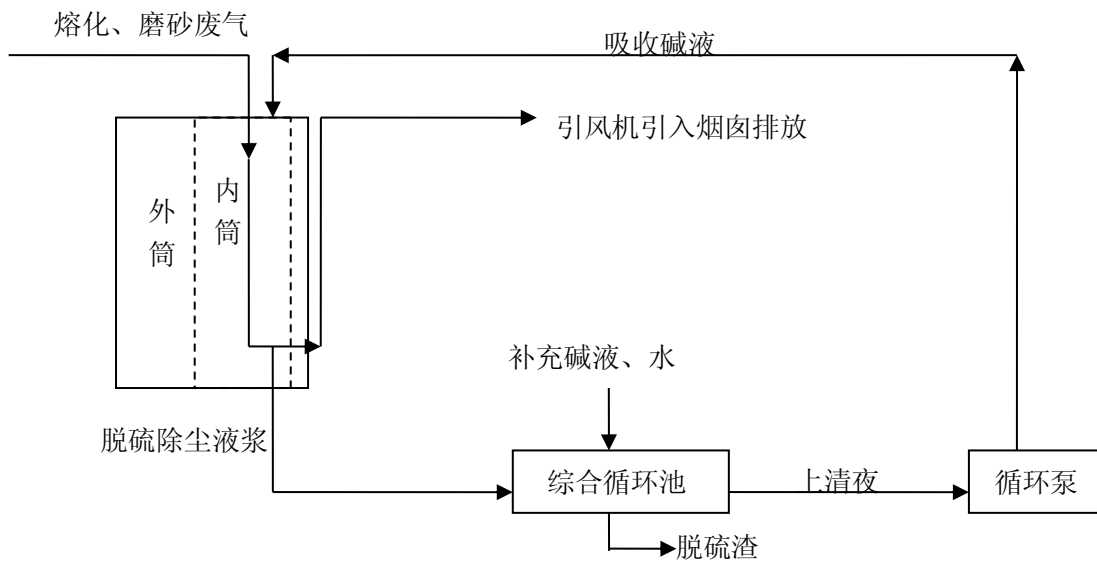 熔化、磨砂废气
吸收碱液
引风机引入烟囱排放
内筒
外筒
补充碱液、水
脱硫除尘液浆
综合循环池
上清夜
循环泵
脱硫渣